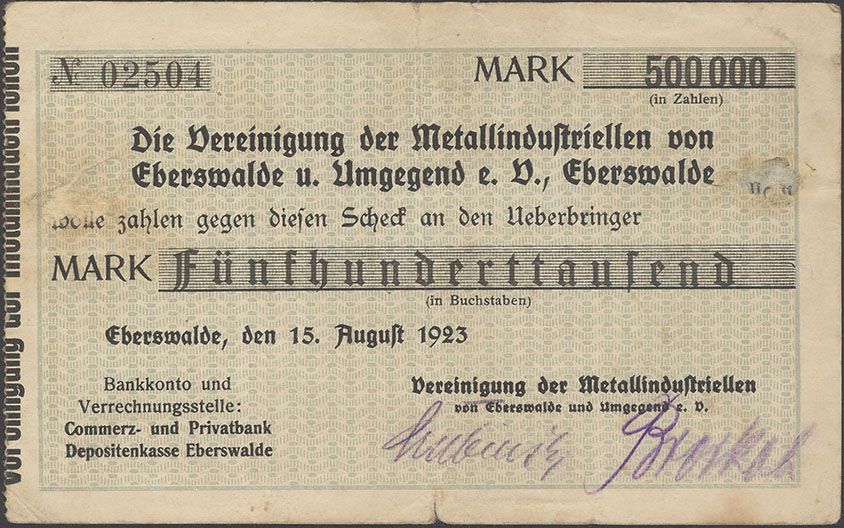 № 02504
MARK 500000
(in Zahlen)
Die Vereinigung der Metallindustriellen von
Eberswalde u. Umgegend e. V., Eberswalde
wolle zahlen gegen diesen Scheck an den Ueberbringer
MARK Fünfhunderttausend
(in Buchstaben)
Eberswalde, den 15. August 1923
Bankkonto und
Verrechnungsstelle:
Commerz- und Privatbank
Depositenkasse Eberswalde
Vereinigung der Metallindustriellen
von Eberswalde und Umgegend e. V.